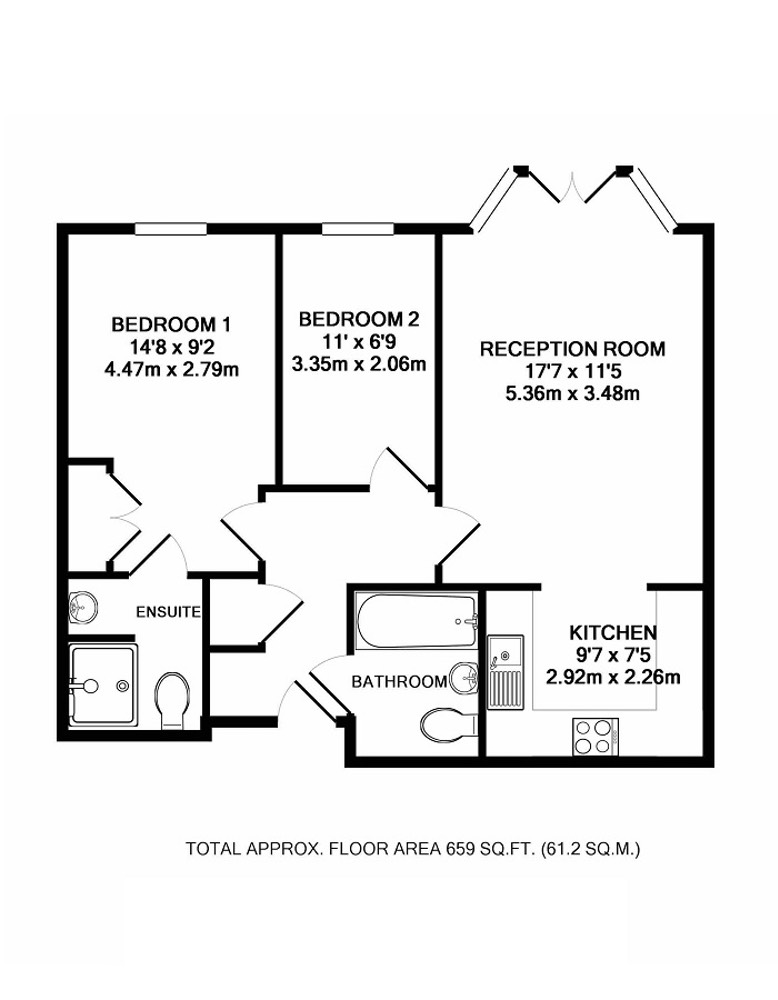 BEDROOM 1
14'8 x 9'2
4.47m x 2.79m
BEDROOM 2
11' x 6'9
3.35m x 2.06m
RECEPTION ROOM
17'7 x 11'5
5.36m x 3.48m
ENSUITE
BATHROOM
KITCHEN
9'7 x 7'5
2.92m x 2.26m
TOTAL APPROX. FLOOR AREA 659 SQ.FT. (61.2 SQ.M.)